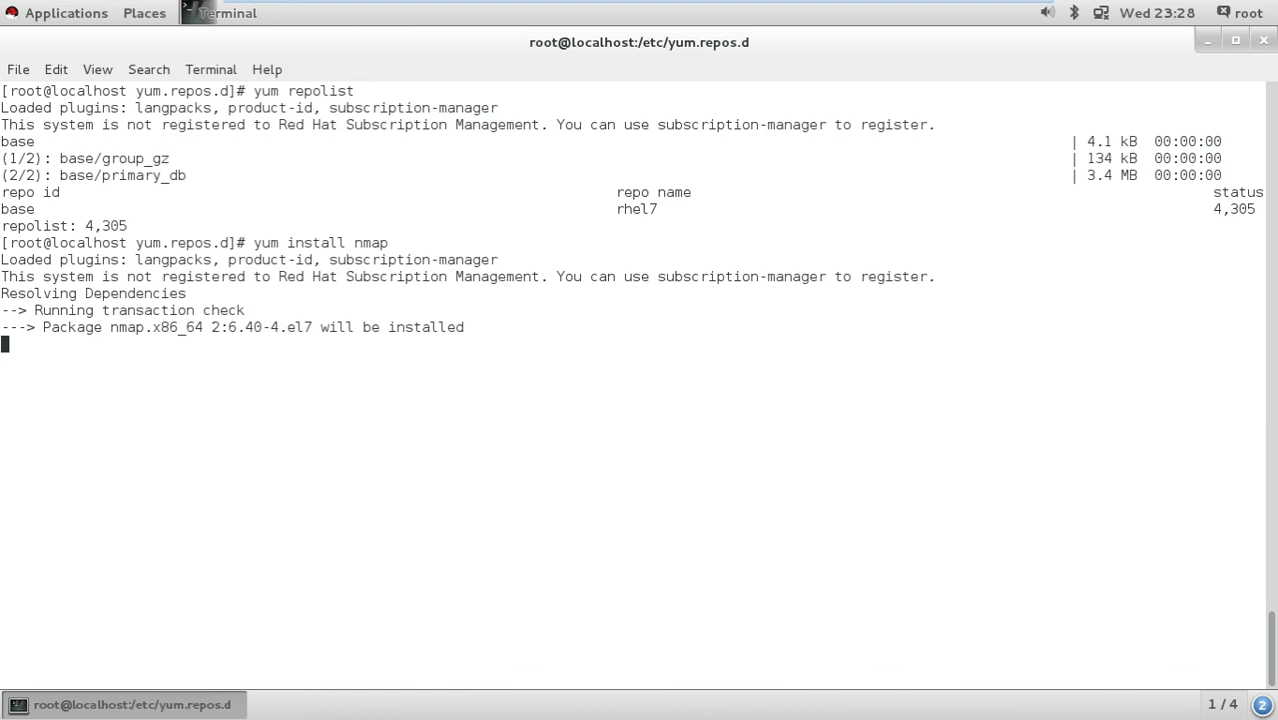 Applications Places Terminal Wed 23:28 root
root@localhost:/etc/yum.repos.d
File Edit View Search Terminal Help
[root@localhost yum.repos.d]# yum repolist
Loaded plugins: langpacks, product-id, subscription-manager
This system is not registered to Red Hat Subscription Management. You can use subscription-manager to register.
base | 4.1 kB 00:00:00
(1/2): base/group_gz | 134 kB 00:00:00
(2/2): base/primary_db | 3.4 MB 00:00:00
repo id repo name status
base rhel7 4,305
repolist: 4,305
[root@localhost yum.repos.d]# yum install nmap
Loaded plugins: langpacks, product-id, subscription-manager
This system is not registered to Red Hat Subscription Management. You can use subscription-manager to register.
Resolving Dependencies
--> Running transaction check
---> Package nmap.x86_64 2:6.40-4.el7 will be installed
root@localhost:/etc/yum.repos.d 1 / 4 2